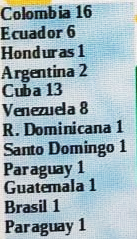 Colombia 16
Ecuador 6
Honduras 1
Argentina 2
Cuba 13
Venezuela 8
R. Dominicana 1
Santo Domingo 1
Paraguay 1
Guatemala 1
Brasil 1
Paraguay 1